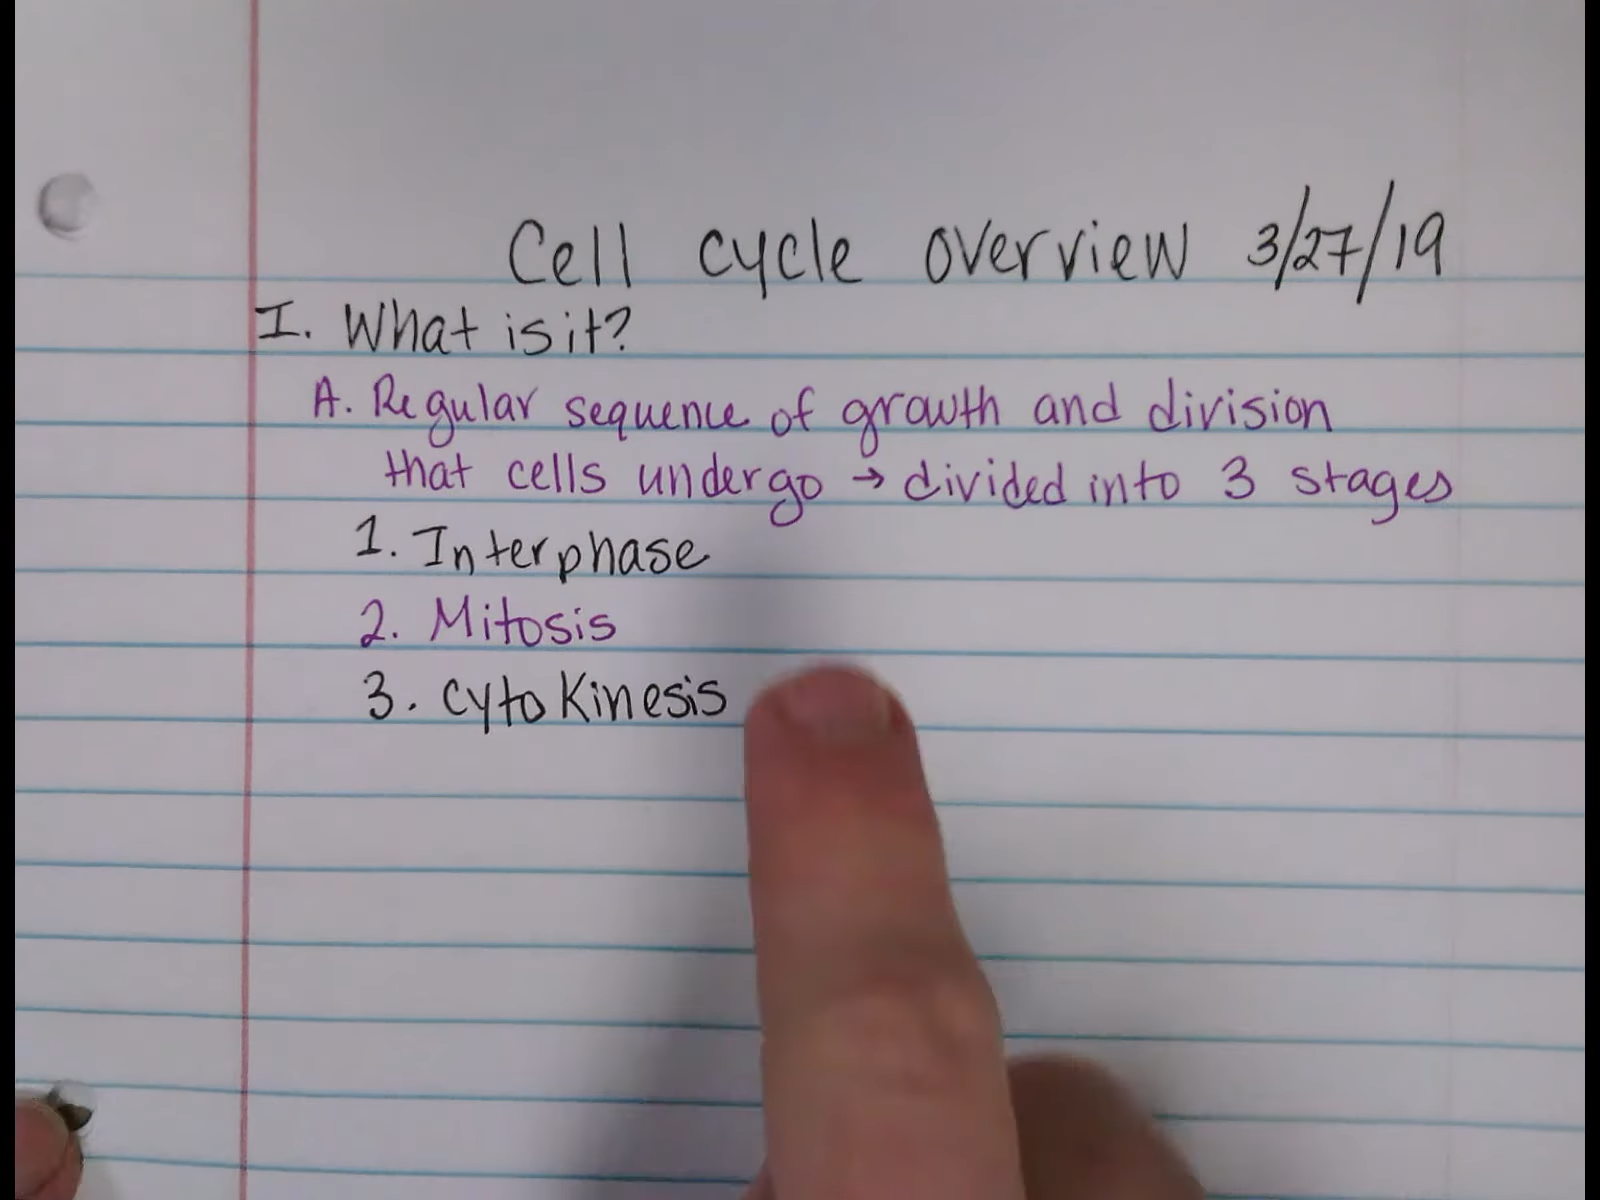 Cell cycle overview 3/27/19
I. What is it?
A. Regular sequence of growth and division
that cells undergo → divided into 3 stages
1. Interphase
2. Mitosis
3. Cytokinesis